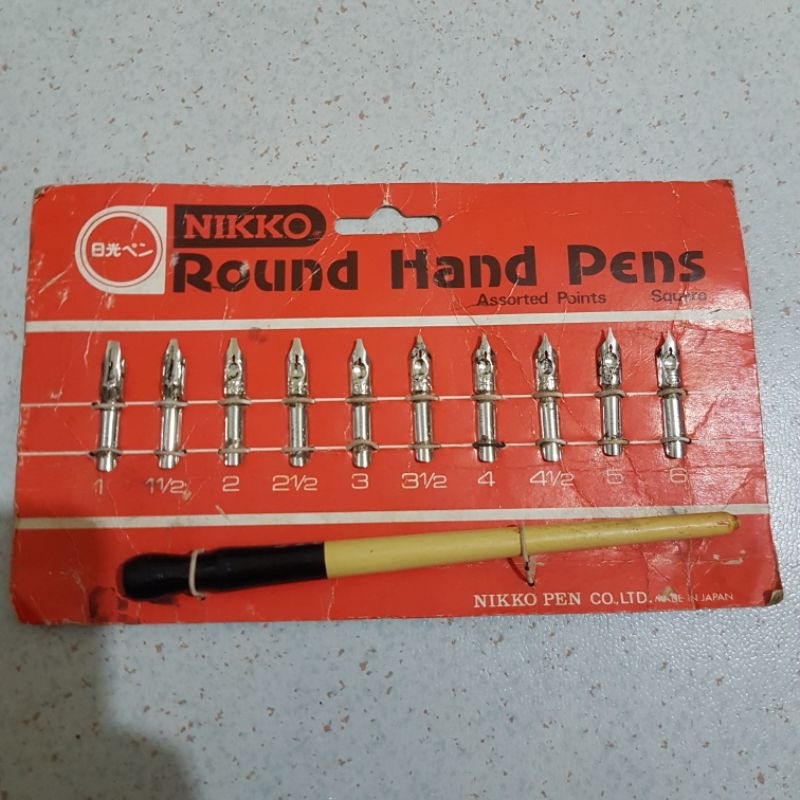 日光ペン
NIKKO
Round Hand Pens
Assorted Points Square
1 1½ 2 2½ 3 3½ 4 4½ 5 6
NIKKO PEN CO.,LTD. MADE IN JAPAN